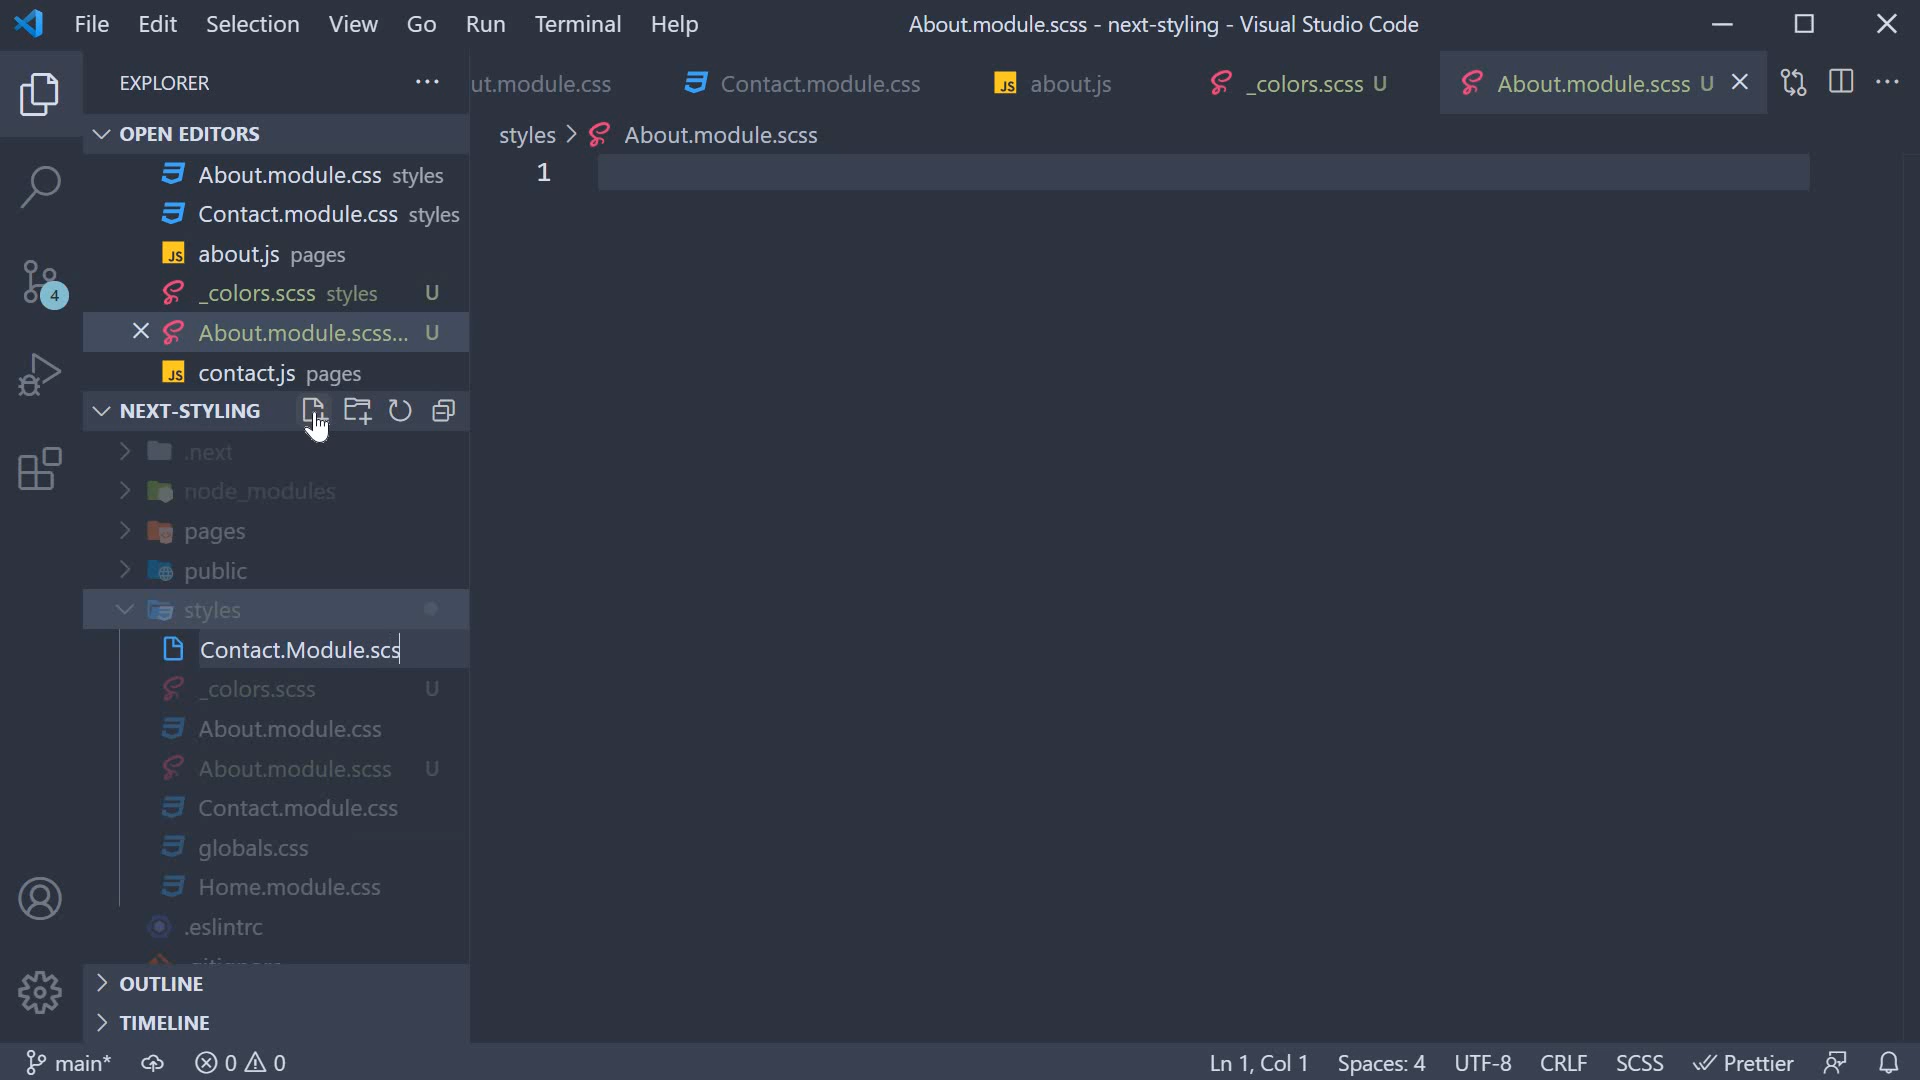 File Edit Selection View Go Run Terminal Help
About.module.scss - next-styling - Visual Studio Code
EXPLORER
ut.module.css Contact.module.css JS about.js _colors.scss U About.module.scss U
OPEN EDITORS
styles > About.module.scss
1
About.module.css styles
Contact.module.css styles
JS about.js pages
_colors.scss styles U
4
About.module.scss... U
JS contact.js pages
NEXT-STYLING
.next
node_modules
pages
public
styles
Contact.Module.scs
_colors.scss U
About.module.css
About.module.scss U
Contact.module.css
globals.css
Home.module.css
.eslintrc
OUTLINE
TIMELINE
main* 0 0
Ln 1, Col 1 Spaces: 4 UTF-8 CRLF SCSS Prettier